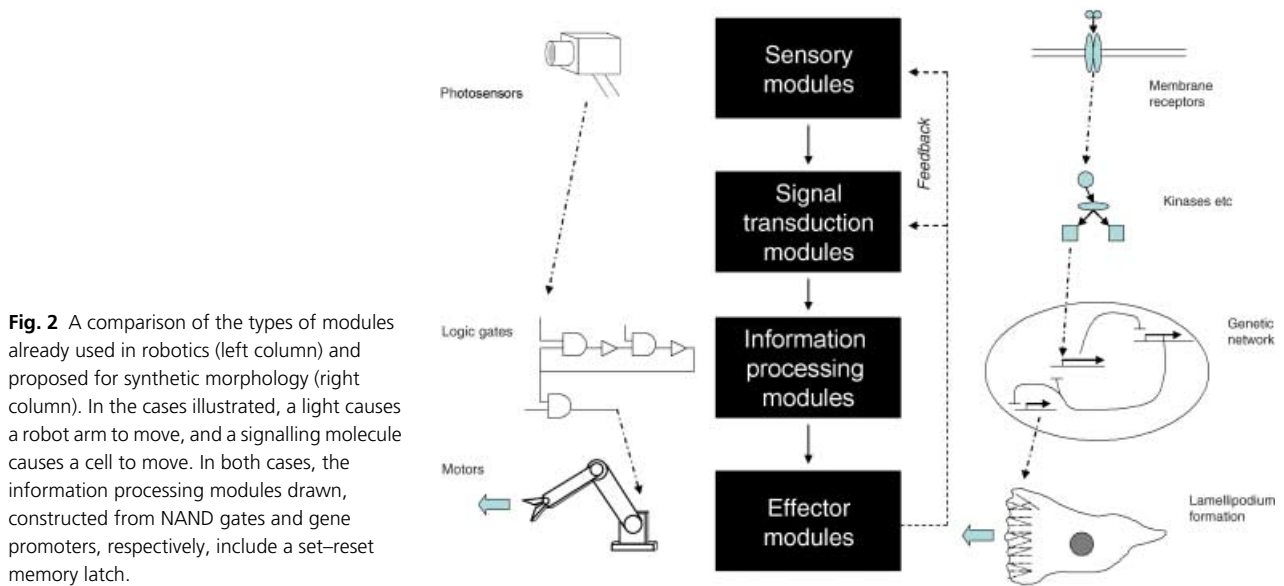 Fig. 2 A comparison of the types of modules
already used in robotics (left column) and
proposed for synthetic morphology (right
column). In the cases illustrated, a light causes
a robot arm to move, and a signalling molecule
causes a cell to move. In both cases, the
information processing modules drawn,
constructed from NAND gates and gene
promoters, respectively, include a set–reset
memory latch.
Photosensors
Logic gates
Motors
Sensory
modules
Signal
transduction
modules
Information
processing
modules
Effector
modules
Feedback
Membrane
receptors
Kinases etc
Genetic
network
Lamellipodium
formation